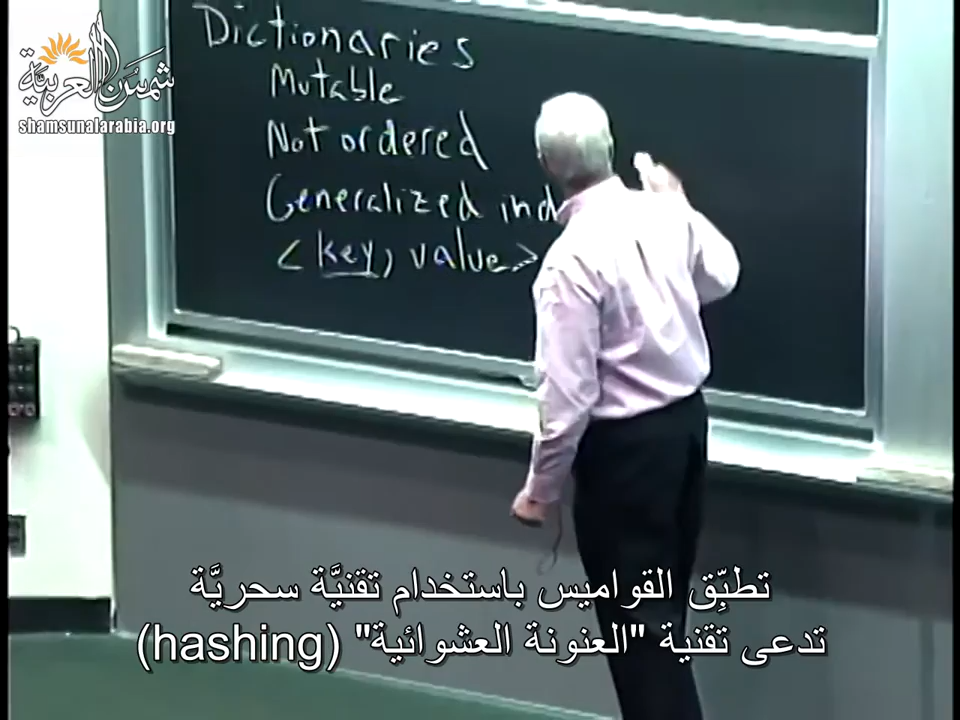 شمس العربية
shamsunalarabia.org
Dictionaries
Mutable
Not ordered
Generalized ind
< key, value >
تطبِّق القواميس باستخدام تقنيَّة سحريَّة
تدعى تقنية "العنونة العشوائية" (hashing)